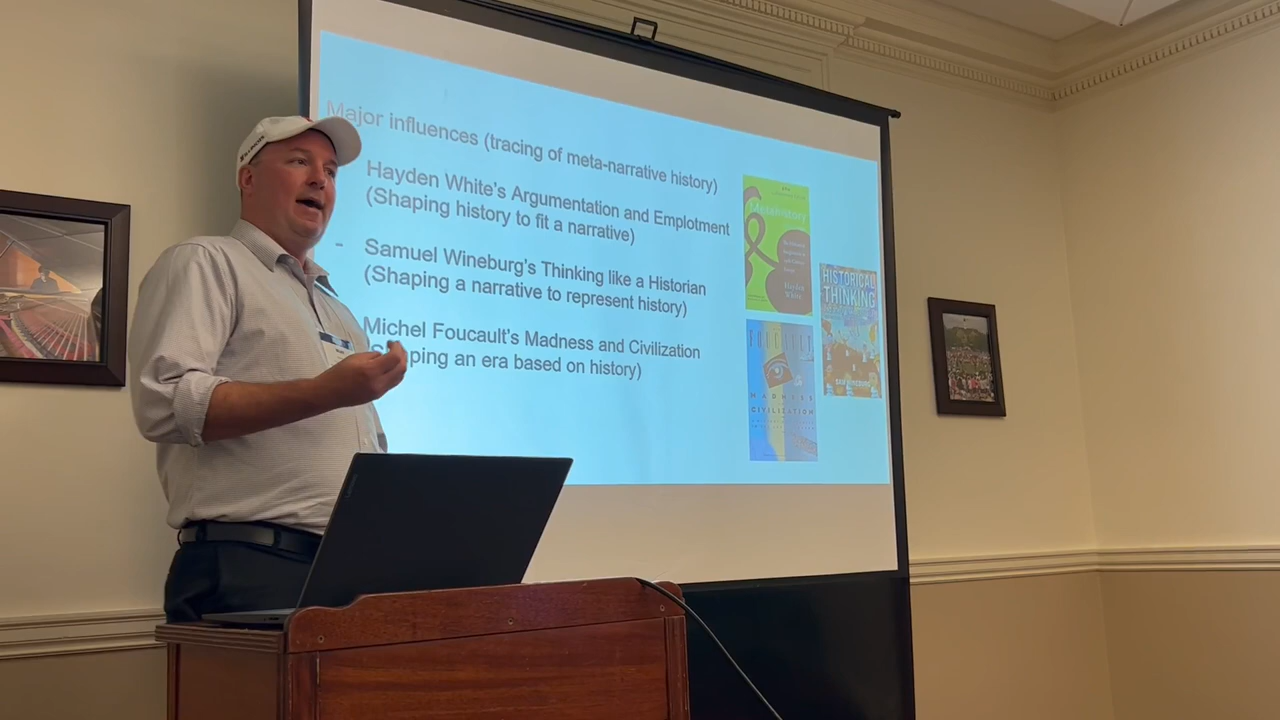 Major influences (tracing of meta-narrative history)
Hayden White's Argumentation and Emplotment
(Shaping history to fit a narrative)
- Samuel Wineburg's Thinking like a Historian
(Shaping a narrative to represent history)
Michel Foucault's Madness and Civilization
(Shaping an era based on history)
Metahistory
Hayden
White
HISTORICAL
THINKING
FOUCAULT
MADNESS
CIVILIZATION
ILLINOIS